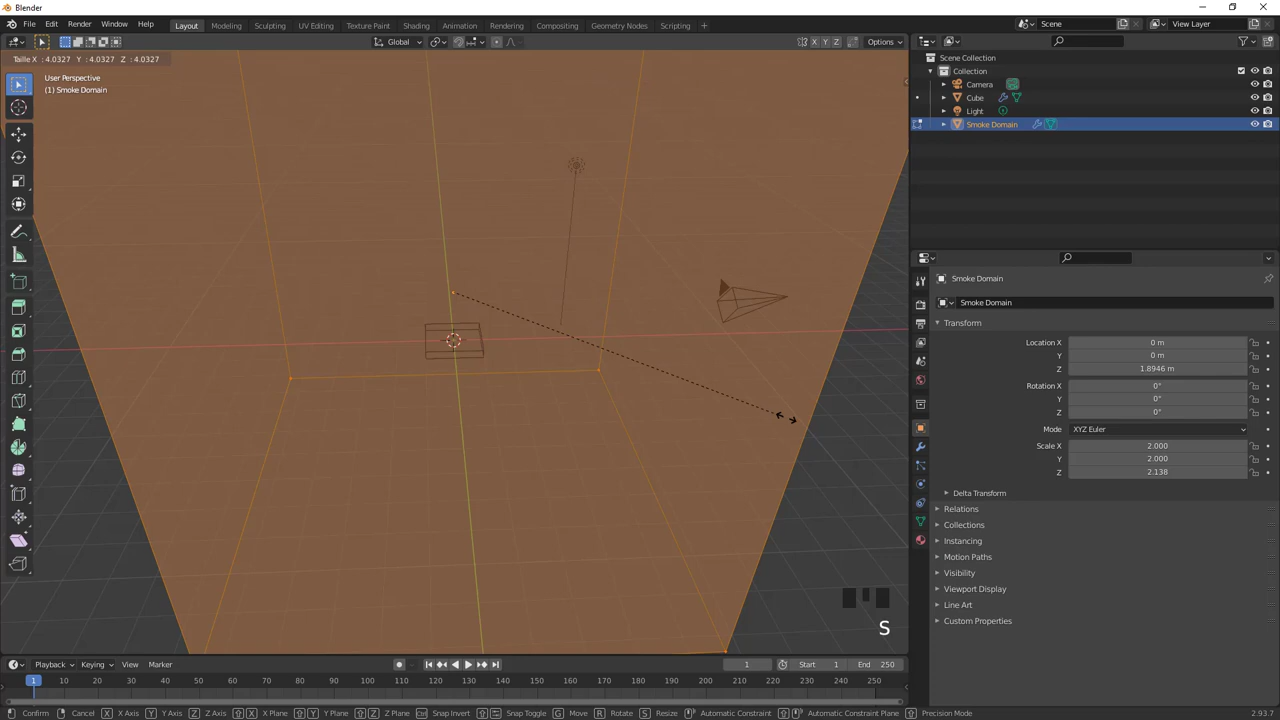 Blender
File Edit Render Window Help
Layout Modeling Sculpting UV Editing Texture Paint Shading Animation Rendering Compositing Geometry Nodes Scripting +
Scene
View Layer
Global
X Y Z
Options
Taille X : 4.0327 Y : 4.0327 Z : 4.0327
User Perspective
(1) Smoke Domain
Scene Collection
Collection
Camera
Cube
Light
Smoke Domain
Smoke Domain
Smoke Domain
Transform
Location X 0 m
Y 0 m
Z 1.8946 m
Rotation X 0°
Y 0°
Z 0°
Mode XYZ Euler
Scale X 2.000
Y 2.000
Z 2.138
Delta Transform
Relations
Collections
Instancing
Motion Paths
Visibility
Viewport Display
Line Art
Custom Properties
S
Playback Keying View Marker
1
Start 1
End 250
1 10 20 30 40 50 60 70 80 90 100 110 120 130 140 150 160 170 180 190 200 210 220 230 240 250
Confirm Cancel X X Axis Y Y Axis Z Z Axis X X Plane Y Y Plane Z Z Plane Snap Invert Snap Toggle G Move R Rotate S Resize Automatic Constraint Automatic Constraint Plane Precision Mode
2.93.7